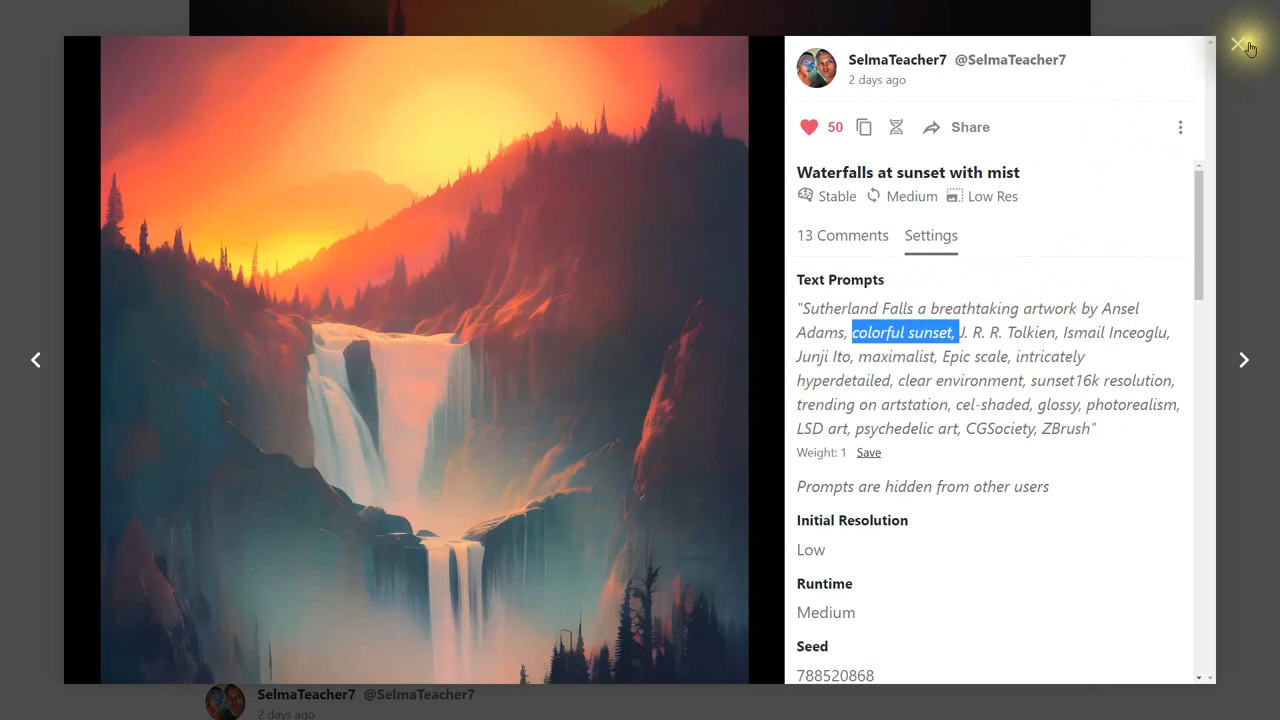 SelmaTeacher7 @SelmaTeacher7
2 days ago
50 Share
Waterfalls at sunset with mist
Stable Medium Low Res
13 Comments Settings
Text Prompts
"Sutherland Falls a breathtaking artwork by Ansel
Adams, colorful sunset, J. R. R. Tolkien, Ismail Inceoglu,
Junji Ito, maximalist, Epic scale, intricately
hyperdetailed, clear environment, sunset16k resolution,
trending on artstation, cel-shaded, glossy, photorealism,
LSD art, psychedelic art, CGSociety, ZBrush"
Weight: 1 Save
Prompts are hidden from other users
Initial Resolution
Low
Runtime
Medium
Seed
788520868
SelmaTeacher7 @SelmaTeacher7
2 days ago